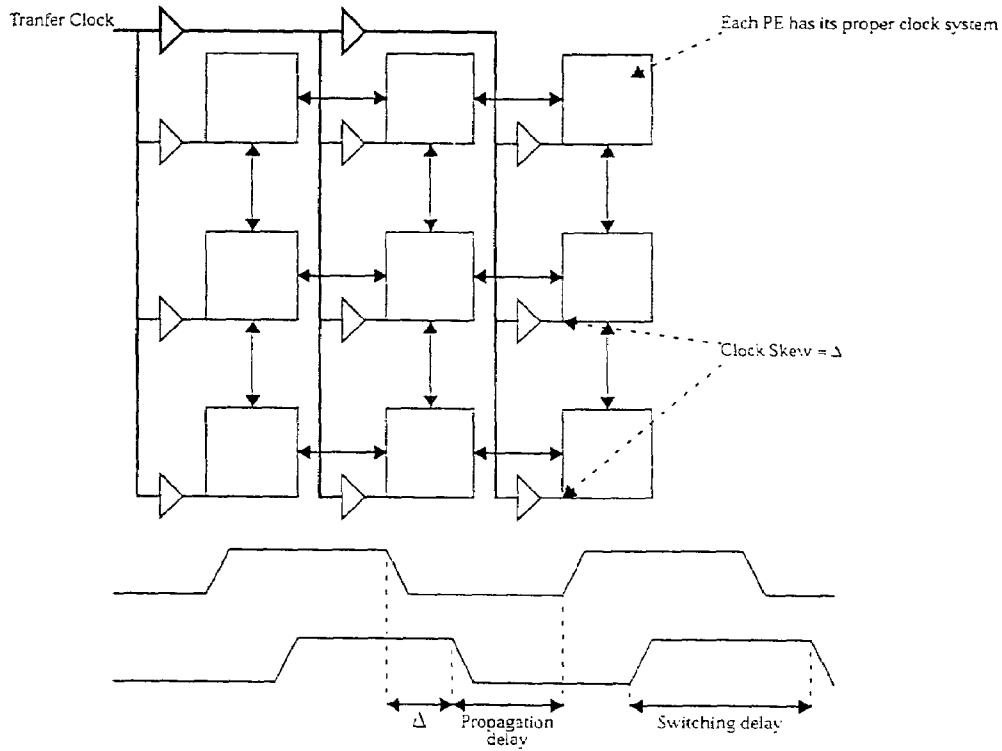 Tranfer Clock
Each PE has its proper clock system
Clock Skew = Δ
Δ
Propagation
delay
Switching delay